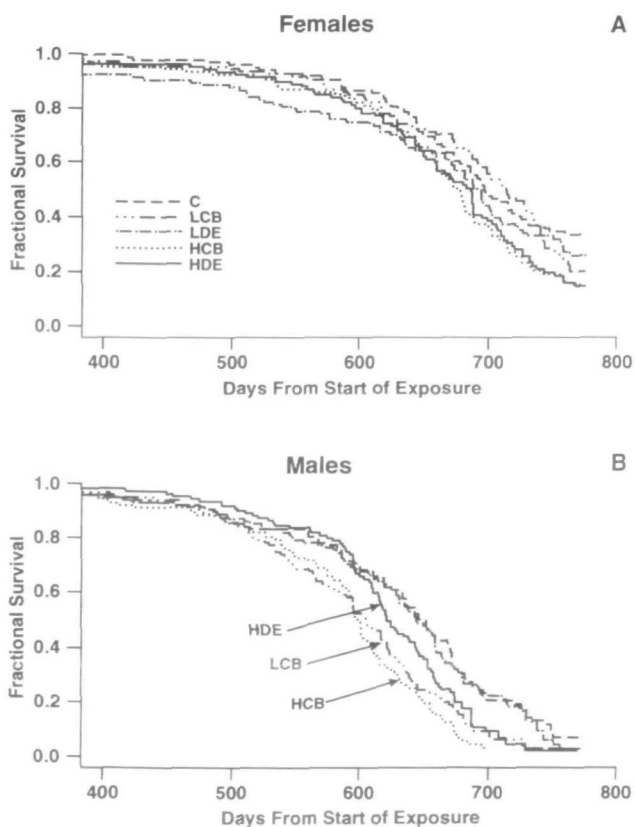 Females
A
1.0
0.8
0.6
0.4
0.2
0.0
Fractional Survival
C
LCB
LDE
HCB
HDE
400 500 600 700 800
Days From Start of Exposure
Males
B
1.0
0.8
0.6
0.4
0.2
0.0
Fractional Survival
HDE
LCB
HCB
400 500 600 700 800
Days From Start of Exposure